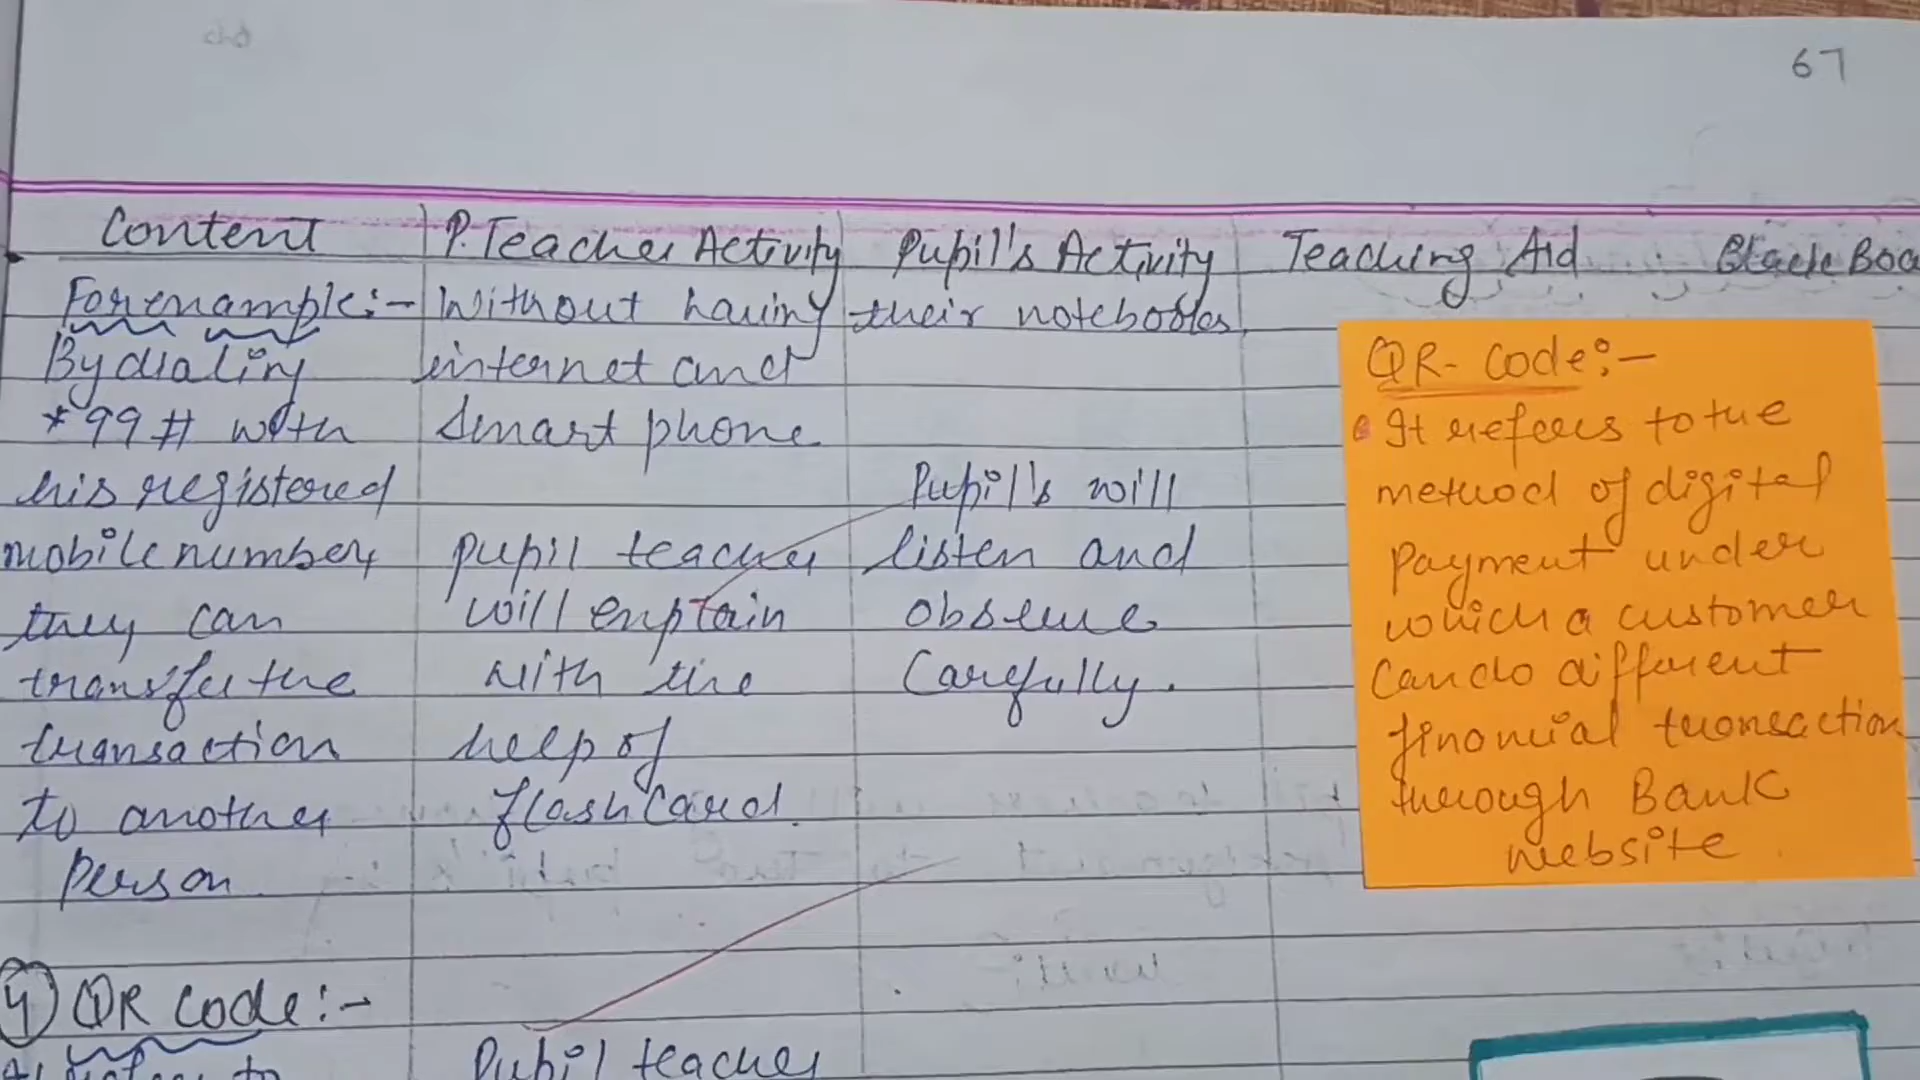 67
Content P.Teacher Activity Pupil's Activity Teaching Aid Black Boa
For example:-
By dialing
*99# with
his registered
mobile number,
they can
transfer the
transaction
to another
Person
4) QR code:-
to
Without having
internet and
Smart phone
pupil teacher
will explain
with the
help of
flash Card.
Pupil teacher
their notebooks.
Pupil's will
listen and
observe
Carefully.
QR- Code:-
It refers to the
method of digital
Payment under
which a customer
Can do different
financial transaction
through Bank
website